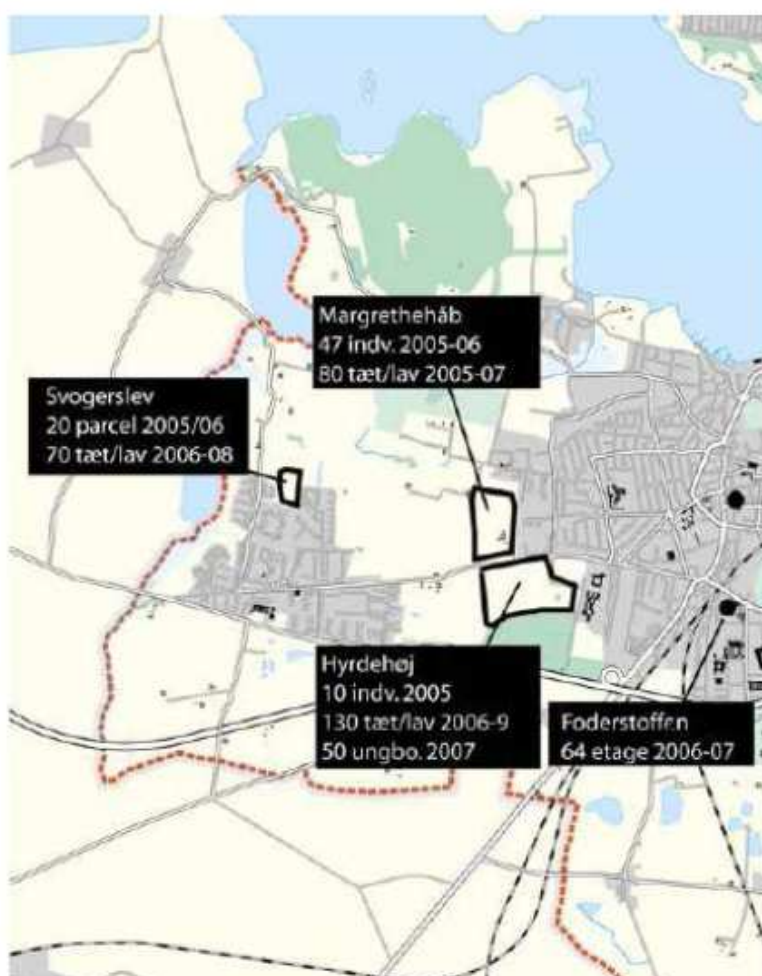 Margrethehåb
47 indv. 2005-06
80 tæt/lav 2005-07
Svogerslev
20 parcel 2005/06
70 tæt/lav 2006-08
Hyrdehøj
10 indv. 2005
130 tæt/lav 2006-9
50 ungbo. 2007
Foderstoffen
64 etage 2006-07